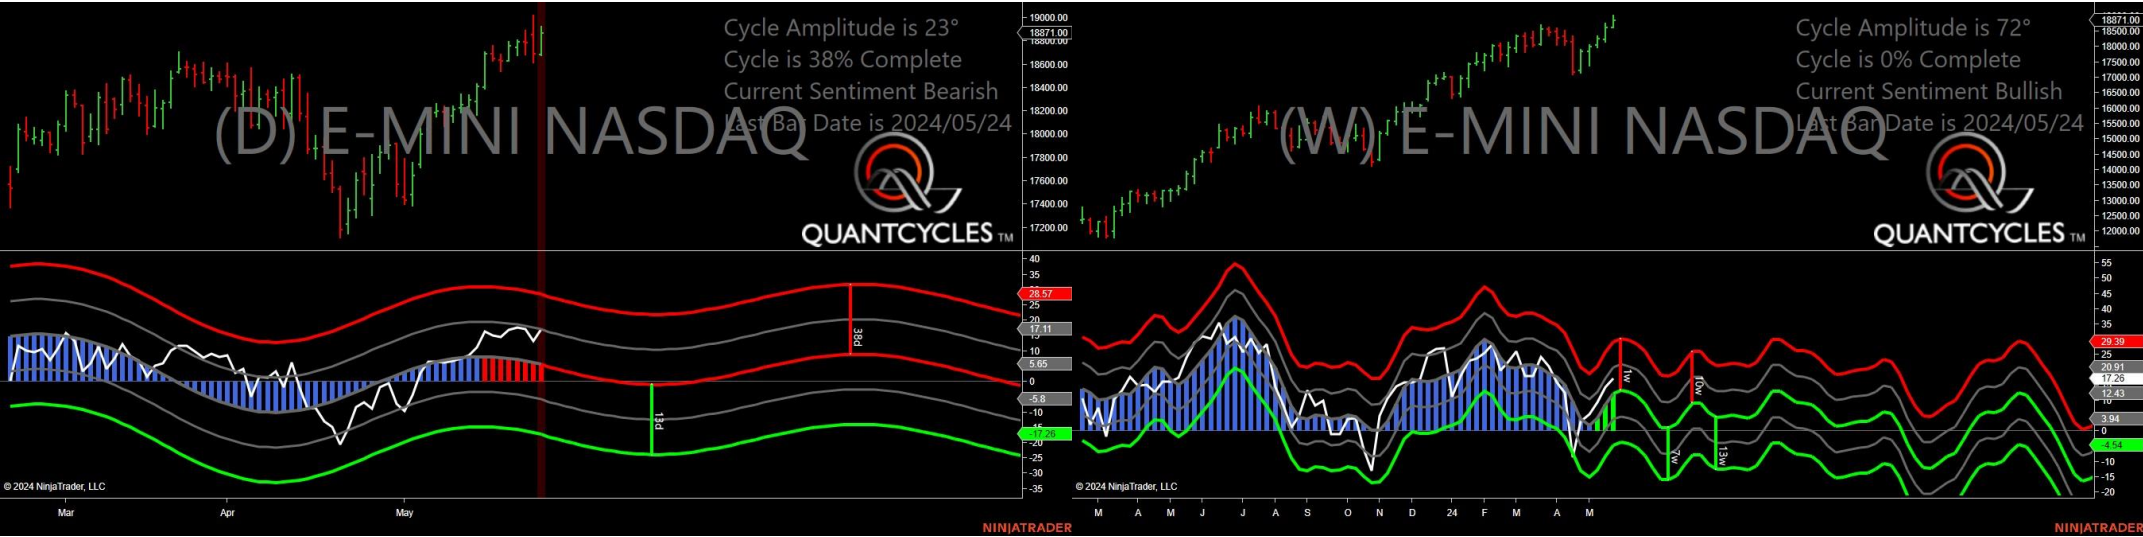 Cycle Amplitude is 23°
Cycle is 38% Complete
Current Sentiment Bearish
Last Bar Date is 2024/05/24
(D) E-MINI NASDAQ
QUANTCYCLES TM
19000.00
18871.00
18800.00
18600.00
18400.00
18200.00
18000.00
17800.00
17600.00
17400.00
17200.00
40
35
28.57
25
20
17.11
10
5.65
0
-5.8
-10
-17.26
-20
-25
-30
-35
38d
13d
© 2024 NinjaTrader, LLC
Mar Apr May
NINJATRADER
Cycle Amplitude is 72°
Cycle is 0% Complete
Current Sentiment Bullish
Last Bar Date is 2024/05/24
(W) E-MINI NASDAQ
QUANTCYCLES TM
18871.00
18500.00
18000.00
17500.00
17000.00
16500.00
16000.00
15500.00
15000.00
14500.00
14000.00
13500.00
13000.00
12500.00
12000.00
55
50
45
40
35
29.39
25
20.91
17.26
12.43
10
3.94
0
-4.54
-10
-15
-20
1w
10w
7w
13w
© 2024 NinjaTrader, LLC
M A M J J A S O N D 24 F M A M
NINJATRADER